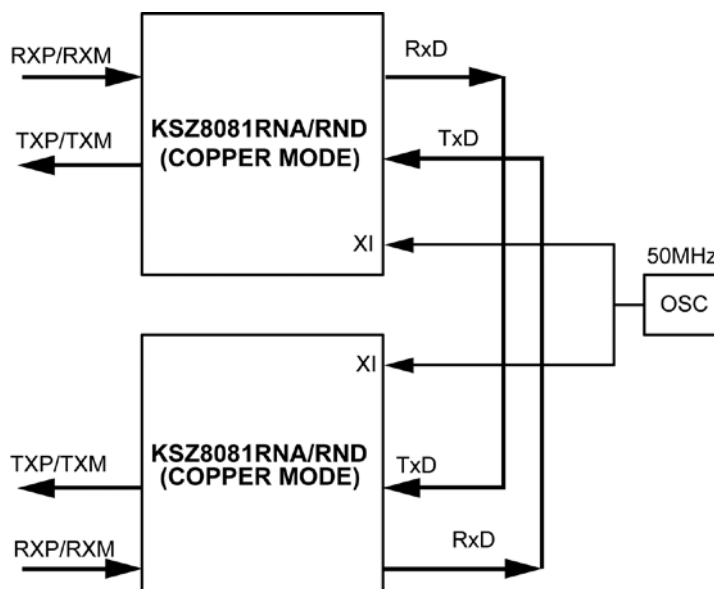 RXP/RXM
RxD
KSZ8081RNA/RND
(COPPER MODE)
TXP/TXM
TxD
XI
50MHz
OSC
XI
KSZ8081RNA/RND
(COPPER MODE)
TXP/TXM
TxD
RXP/RXM
RxD